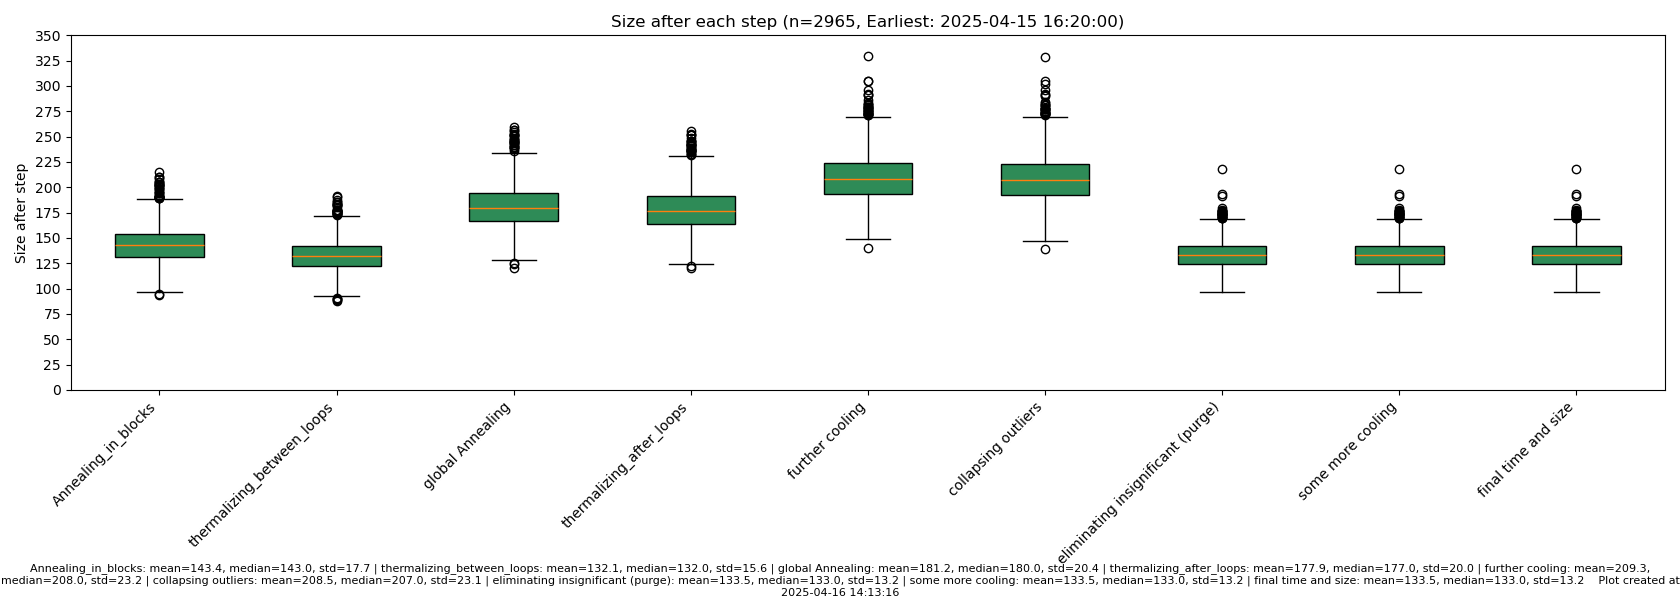 Size after each step (n=2965, Earliest: 2025-04-15 16:20:00)
350
325
300
275
250
225
200
175
150
125
100
75
50
25
0
Size after step
Annealing_in_blocks
thermalizing_between_loops
global Annealing
thermalizing_after_loops
further cooling
collapsing outliers
eliminating insignificant (purge)
some more cooling
final time and size
Annealing_in_blocks: mean=143.4, median=143.0, std=17.7 | thermalizing_between_loops: mean=132.1, median=132.0, std=15.6 | global Annealing: mean=181.2, median=180.0, std=20.4 | thermalizing_after_loops: mean=177.9, median=177.0, std=20.0 | further cooling: mean=209.3,
median=208.0, std=23.2 | collapsing outliers: mean=208.5, median=207.0, std=23.1 | eliminating insignificant (purge): mean=133.5, median=133.0, std=13.2 | some more cooling: mean=133.5, median=133.0, std=13.2 | final time and size: mean=133.5, median=133.0, std=13.2 Plot created at
2025-04-16 14:13:16